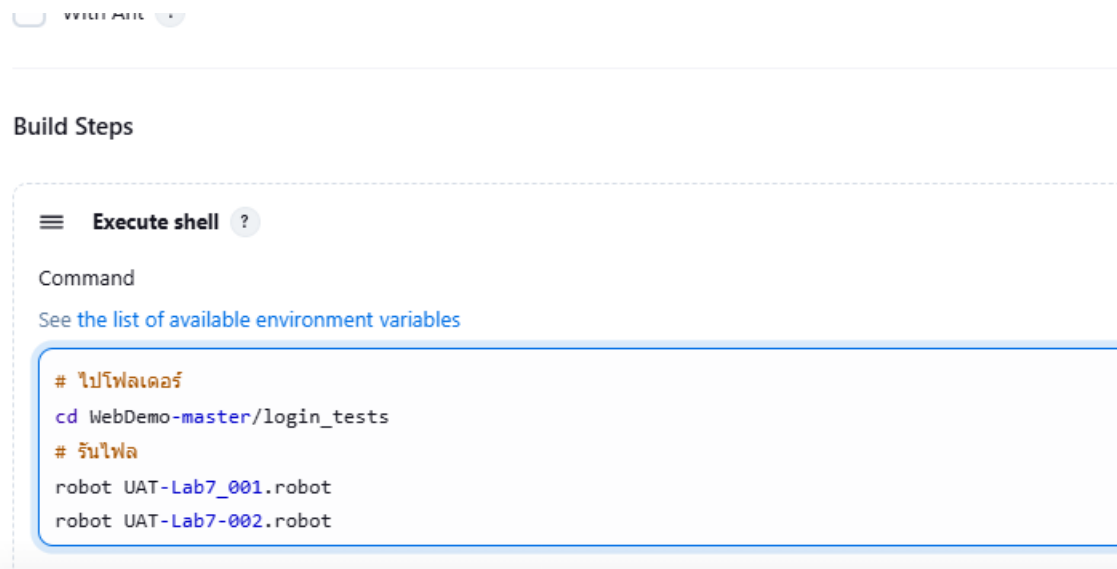 With Ant ?
Build Steps
Execute shell ?
Command
See the list of available environment variables
# ไปโฟลเดอร์
cd WebDemo-master/login_tests
# รันไฟล
robot UAT-Lab7_001.robot
robot UAT-Lab7-002.robot